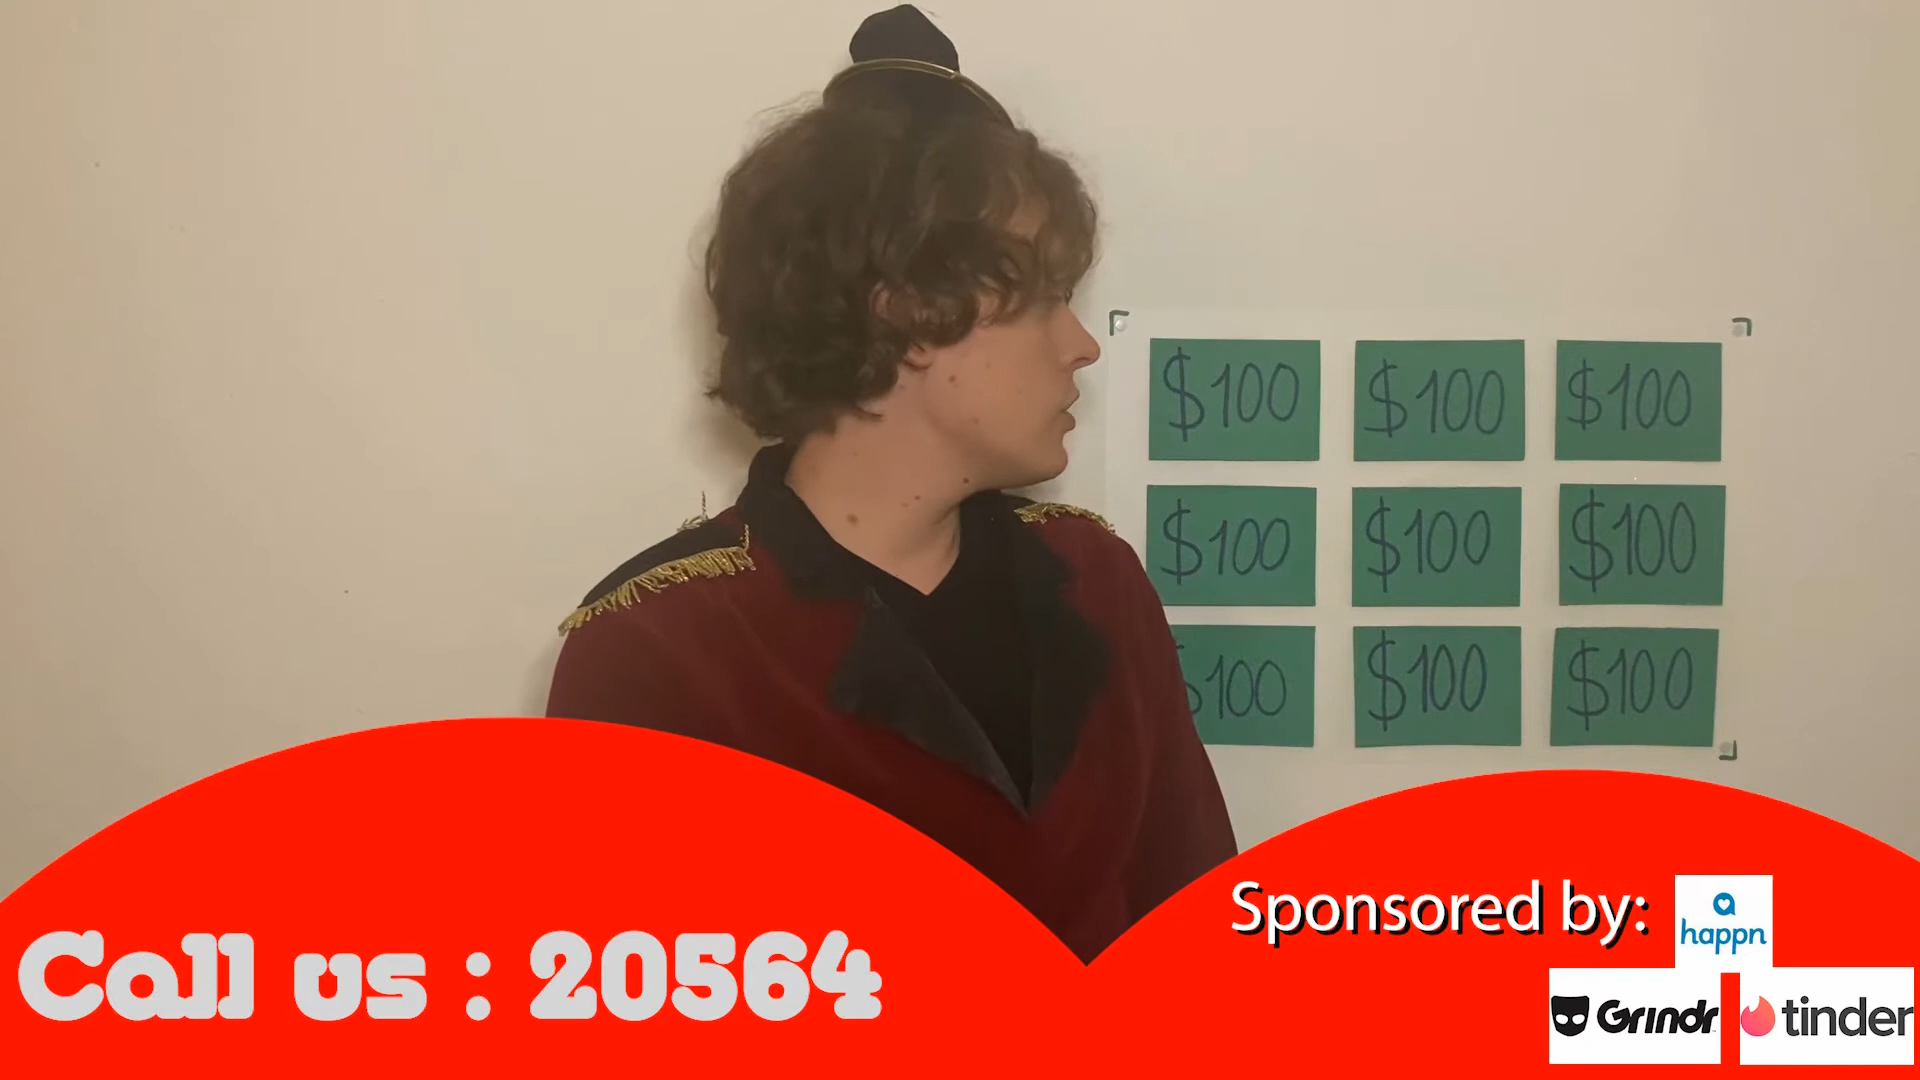 $100 $100 $100
$100 $100 $100
$100 $100 $100
Sponsored by:
happn
Call us : 20564
Grindr
tinder